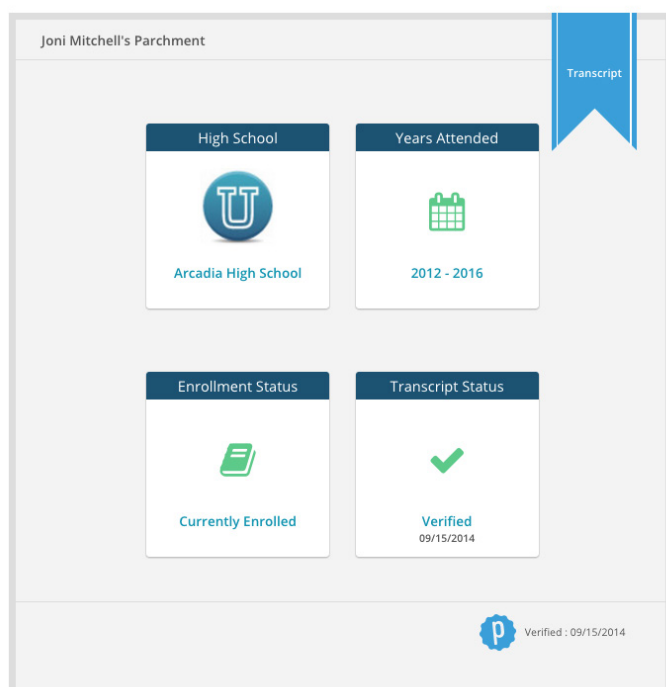 Joni Mitchell's Parchment
Transcript
High School
Years Attended
U
Arcadia High School
2012 - 2016
Enrollment Status
Transcript Status
Currently Enrolled
Verified
09/15/2014
p
Verified : 09/15/2014